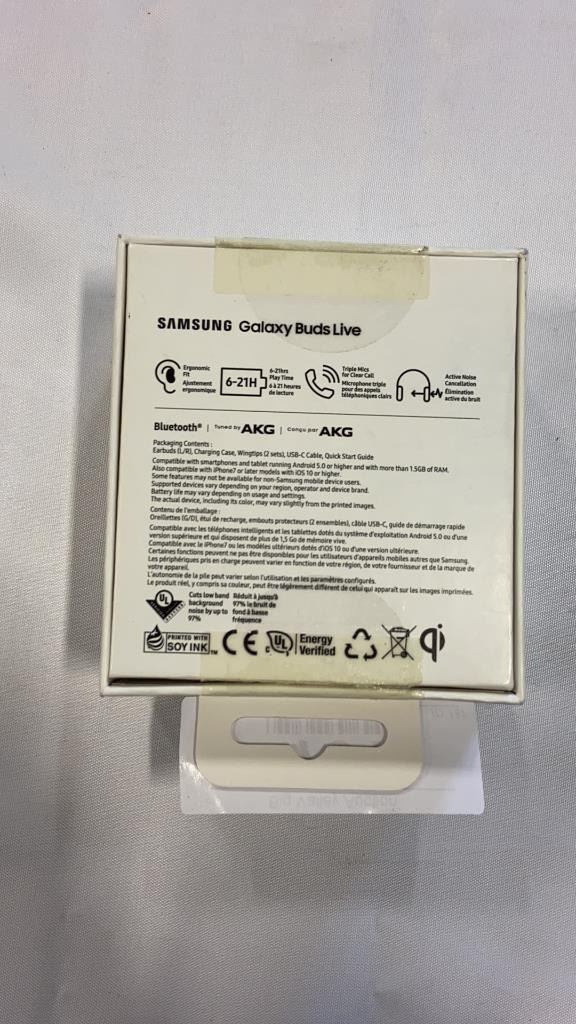 SAMSUNG Galaxy Buds Live
Ergonomic
Fit
Ajustement
ergonomique
6-21H
6-21hrs
Play Time
6 à 21 heures
de lecture
Triple Mics
for Clear Call
Microphone triple
pour des appels
téléphoniques clairs
Active Noise
Cancellation
Élimination
active du bruit
Bluetooth® | Tuned by AKG | Conçu par AKG
Packaging Contents :
Earbuds (L/R), Charging Case, Wingtips (2 sets), USB-C Cable, Quick Start Guide
Compatible with smartphones and tablet running Android 5.0 or higher and with more than 1.5GB of RAM.
Also compatible with iPhone7 or later models with iOS 10 or higher.
Some features may not be available for non-Samsung mobile device users.
Supported devices may vary depending on your region, operator and device brand.
Battery life may vary depending on usage and settings.
The actual device, including its color, may vary slightly from the printed images.
Contenu de l'emballage :
Oreillettes (G/D), étui de recharge, embouts protecteurs (2 ensembles), câble USB-C, guide de démarrage rapide
Compatible avec les téléphones intelligents et les tablettes dotés du système d'exploitation Android 5.0 ou d'une
version supérieure et qui disposent de plus de 1,5 Go de mémoire vive.
Compatible avec le iPhone7 ou les modèles ultérieurs dotés d'iOS 10 ou d'une version ultérieure.
Certaines fonctions peuvent ne pas être disponibles pour les utilisateurs d'appareils mobiles autres que Samsung.
Les périphériques pris en charge peuvent varier en fonction de votre région, de votre fournisseur et de la marque de
votre appareil.
L'autonomie de la pile peut varier selon l'utilisation et les paramètres configurés.
Le produit réel, y compris sa couleur, peut être légèrement différent de celui qui apparaît sur les images imprimées.
UL
Cuts low band
background
noise by up to
97%
Réduit à jusqu'à
97% le bruit de
fond à basse
fréquence
PRINTED WITH
SOY INK™
CE
c UL
Energy
Verified
qi